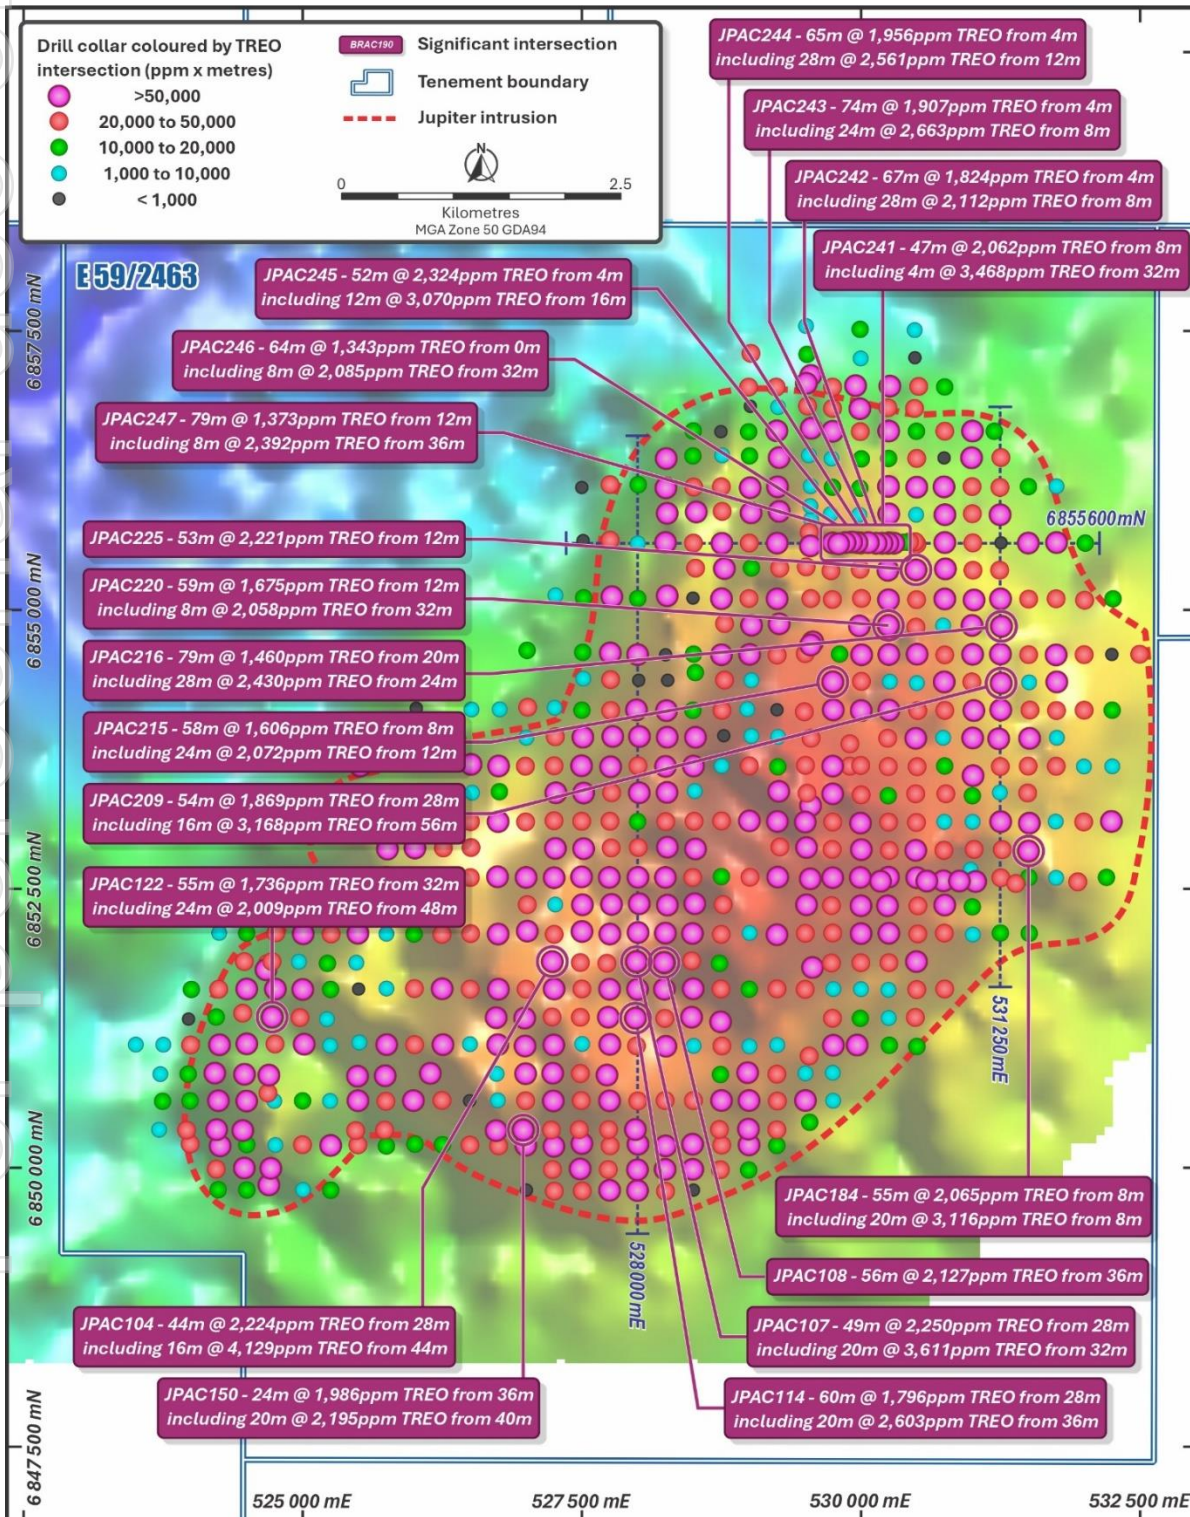 Drill collar coloured by TREO
intersection (ppm x metres)
>50,000
20,000 to 50,000
10,000 to 20,000
1,000 to 10,000
< 1,000
BRAC190
Significant intersection
Tenement boundary
Jupiter intrusion
N
0
2.5
Kilometres
MGA Zone 50 GDA94
E59/2463
JPAC244 - 65m @ 1,956ppm TREO from 4m
including 28m @ 2,561ppm TREO from 12m
JPAC243 - 74m @ 1,907ppm TREO from 4m
including 24m @ 2,663ppm TREO from 8m
JPAC242 - 67m @ 1,824ppm TREO from 4m
including 28m @ 2,112ppm TREO from 8m
JPAC241 - 47m @ 2,062ppm TREO from 8m
including 4m @ 3,468ppm TREO from 32m
JPAC245 - 52m @ 2,324ppm TREO from 4m
including 12m @ 3,070ppm TREO from 16m
JPAC246 - 64m @ 1,343ppm TREO from 0m
including 8m @ 2,085ppm TREO from 32m
JPAC247 - 79m @ 1,373ppm TREO from 12m
including 8m @ 2,392ppm TREO from 36m
JPAC225 - 53m @ 2,221ppm TREO from 12m
JPAC220 - 59m @ 1,675ppm TREO from 12m
including 8m @ 2,058ppm TREO from 32m
JPAC216 - 79m @ 1,460ppm TREO from 20m
including 28m @ 2,430ppm TREO from 24m
JPAC215 - 58m @ 1,606ppm TREO from 8m
including 24m @ 2,072ppm TREO from 12m
JPAC209 - 54m @ 1,869ppm TREO from 28m
including 16m @ 3,168ppm TREO from 56m
JPAC122 - 55m @ 1,736ppm TREO from 32m
including 24m @ 2,009ppm TREO from 48m
JPAC184 - 55m @ 2,065ppm TREO from 8m
including 20m @ 3,116ppm TREO from 8m
JPAC108 - 56m @ 2,127ppm TREO from 36m
JPAC107 - 49m @ 2,250ppm TREO from 28m
including 20m @ 3,611ppm TREO from 32m
JPAC114 - 60m @ 1,796ppm TREO from 28m
including 20m @ 2,603ppm TREO from 36m
JPAC104 - 44m @ 2,224ppm TREO from 28m
including 16m @ 4,129ppm TREO from 44m
JPAC150 - 24m @ 1,986ppm TREO from 36m
including 20m @ 2,195ppm TREO from 40m
6855600mN
531250mE
528000mE
6 857 500 mN
6 855 000 mN
6 852 500 mN
6 850 000 mN
6 847 500 mN
525 000 mE
527 500 mE
530 000 mE
532 500 mE